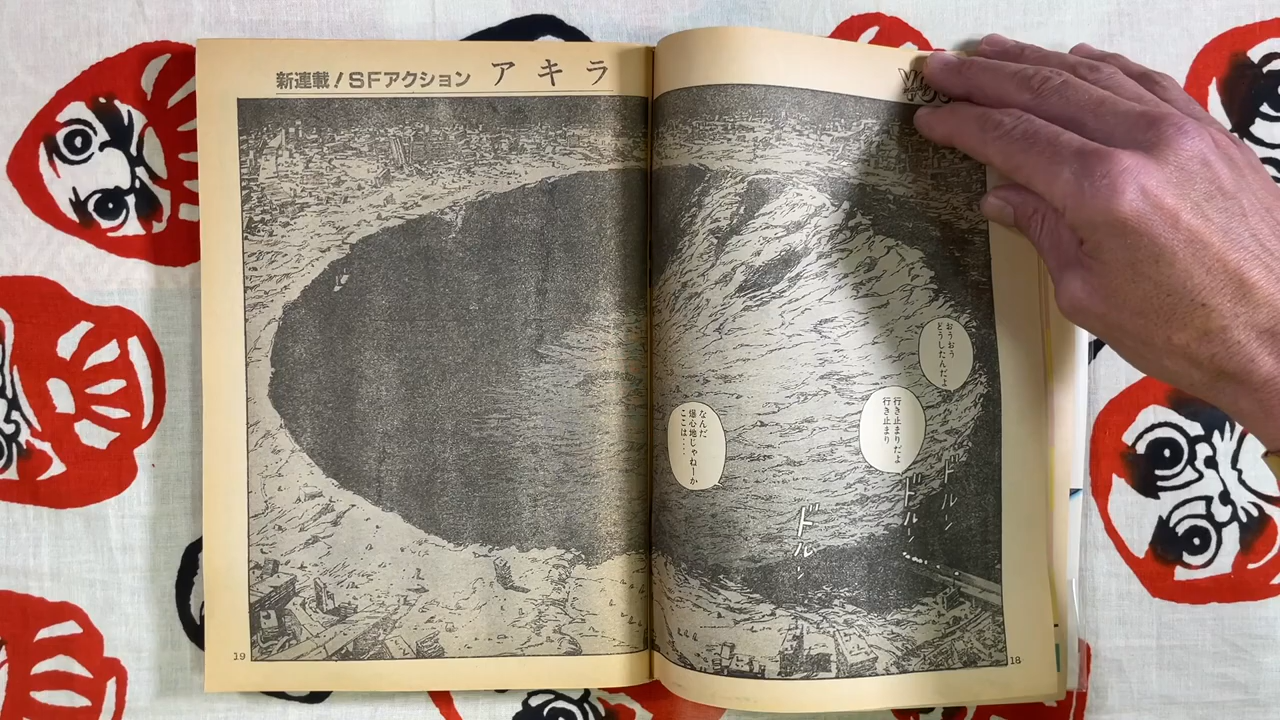 新連載!SFアクション アキラ
おうおう
どうしたんだよ
行き止まりだよ
行き止まり
なんだ
爆心地じゃねーか
ここは‥‥
ドルン
ドルルン
ドルルン
19
18